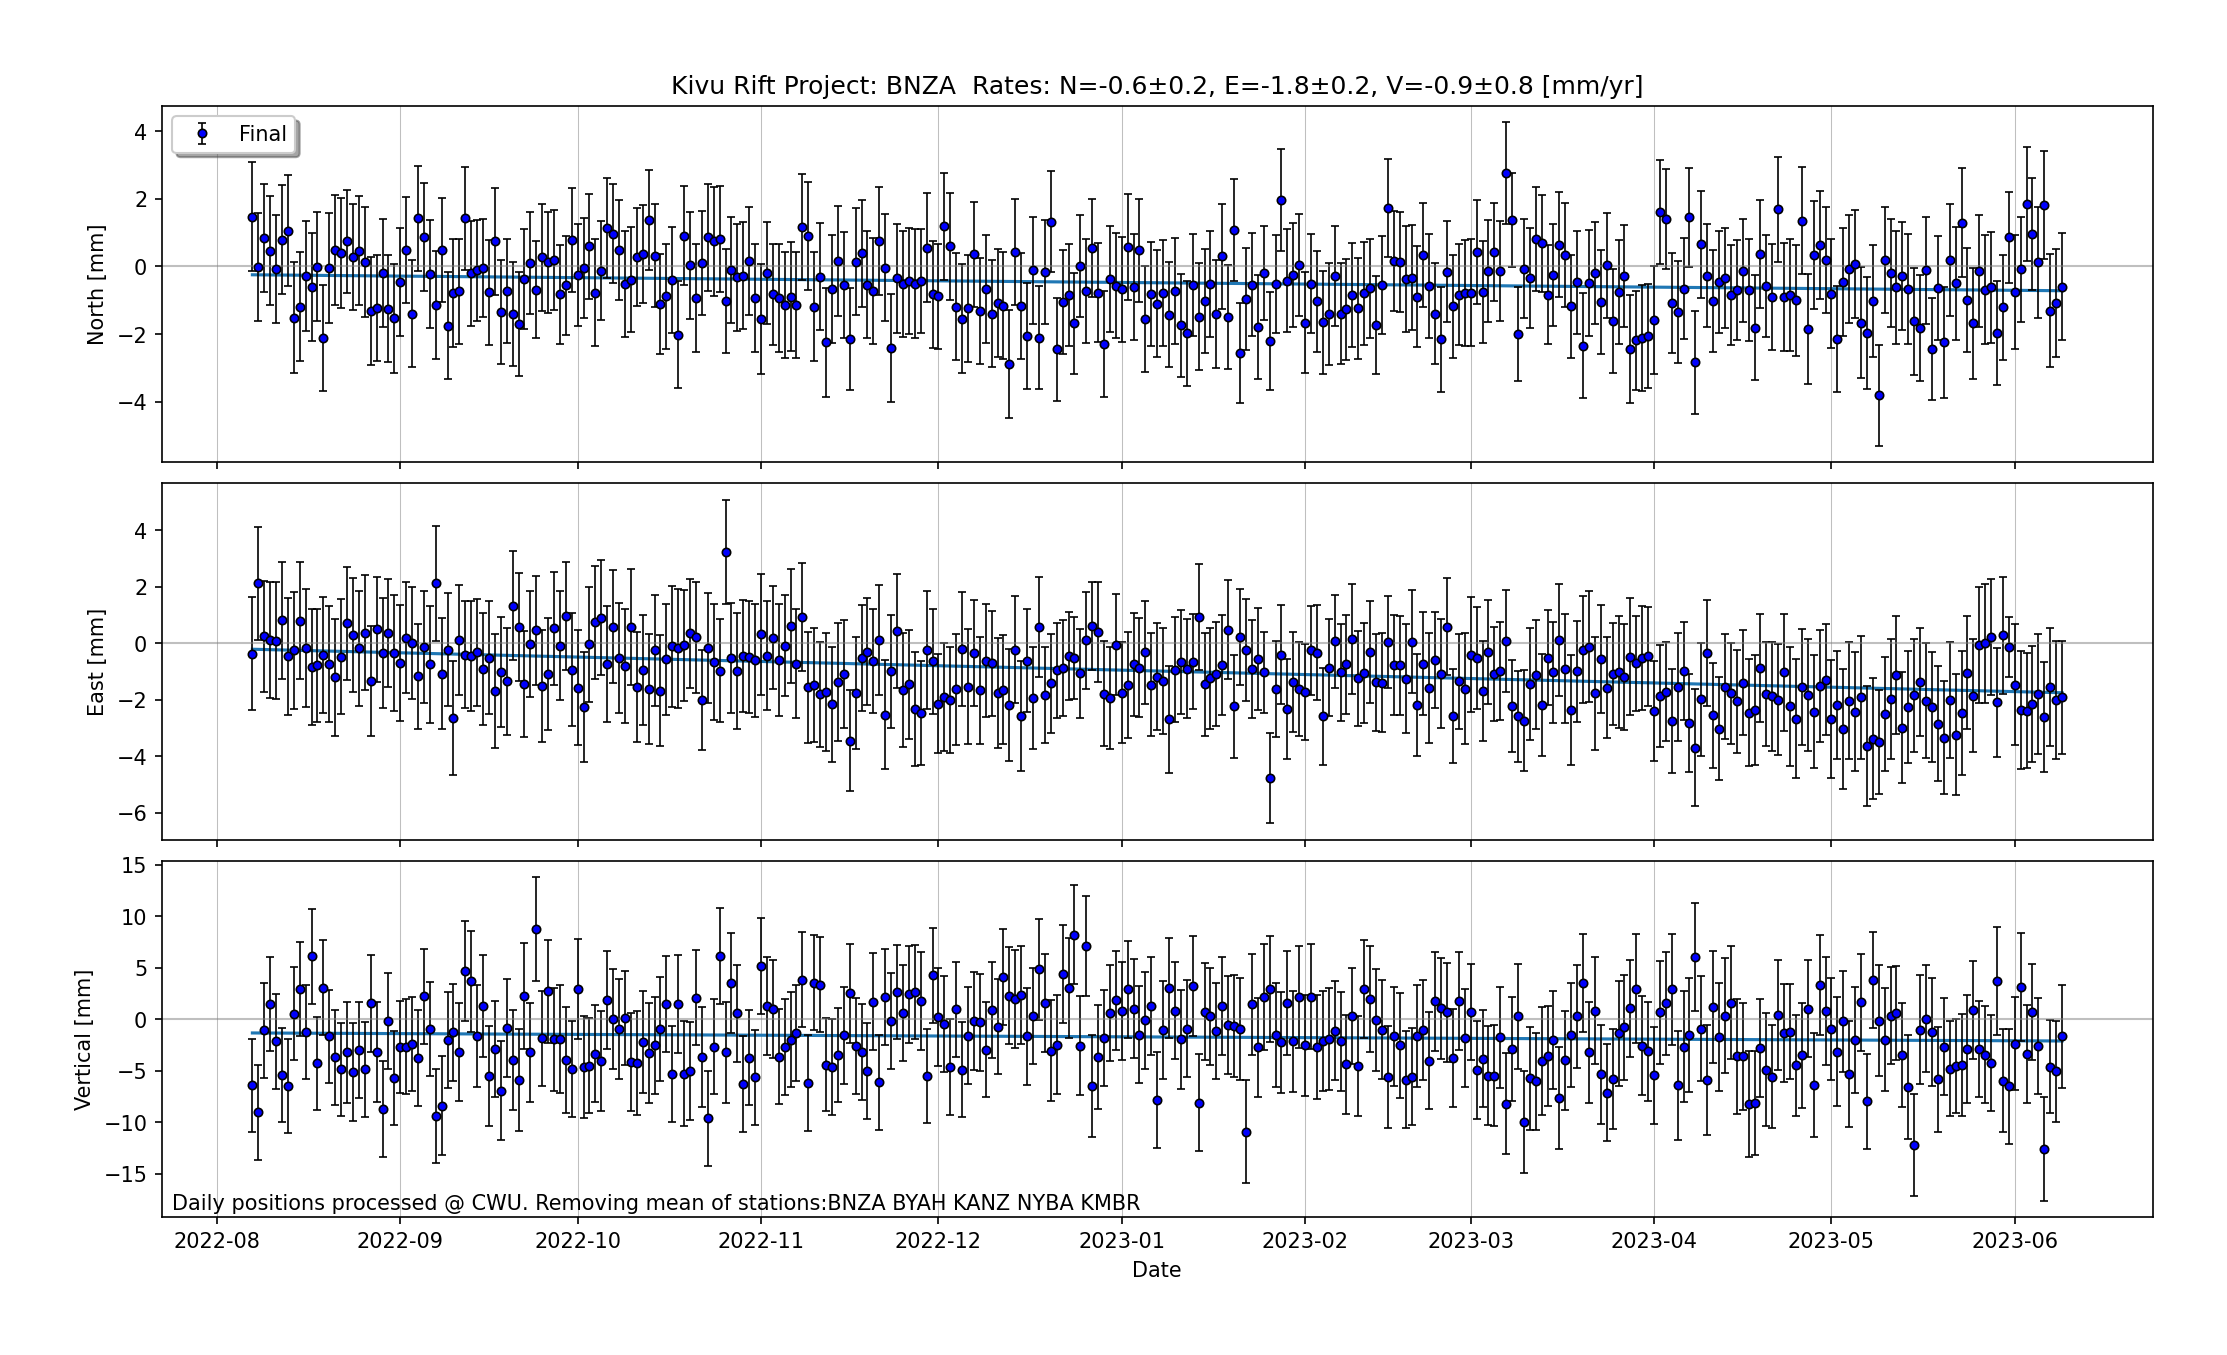 Kivu Rift Project: BNZA  Rates: N=-0.6±0.2, E=-1.8±0.2, V=-0.9±0.8 [mm/yr]
Final
4
2
0
−2
−4
North [mm]
4
2
0
−2
−4
−6
East [mm]
15
10
5
0
−5
−10
−15
Vertical [mm]
Daily positions processed @ CWU. Removing mean of stations:BNZA BYAH KANZ NYBA KMBR
2022-08 2022-09 2022-10 2022-11 2022-12 2023-01 2023-02 2023-03 2023-04 2023-05 2023-06
Date